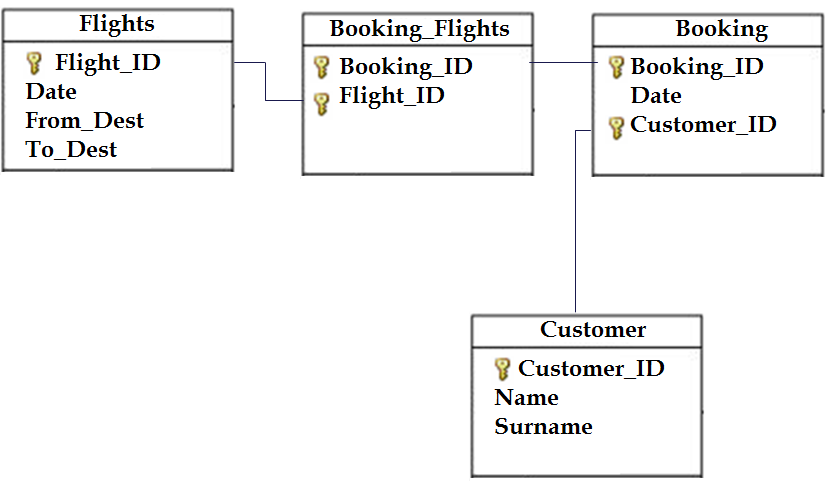 Flights
Flight_ID
Date
From_Dest
To_Dest
Booking_Flights
Booking_ID
Flight_ID
Booking
Booking_ID
Date
Customer_ID
Customer
Customer_ID
Name
Surname